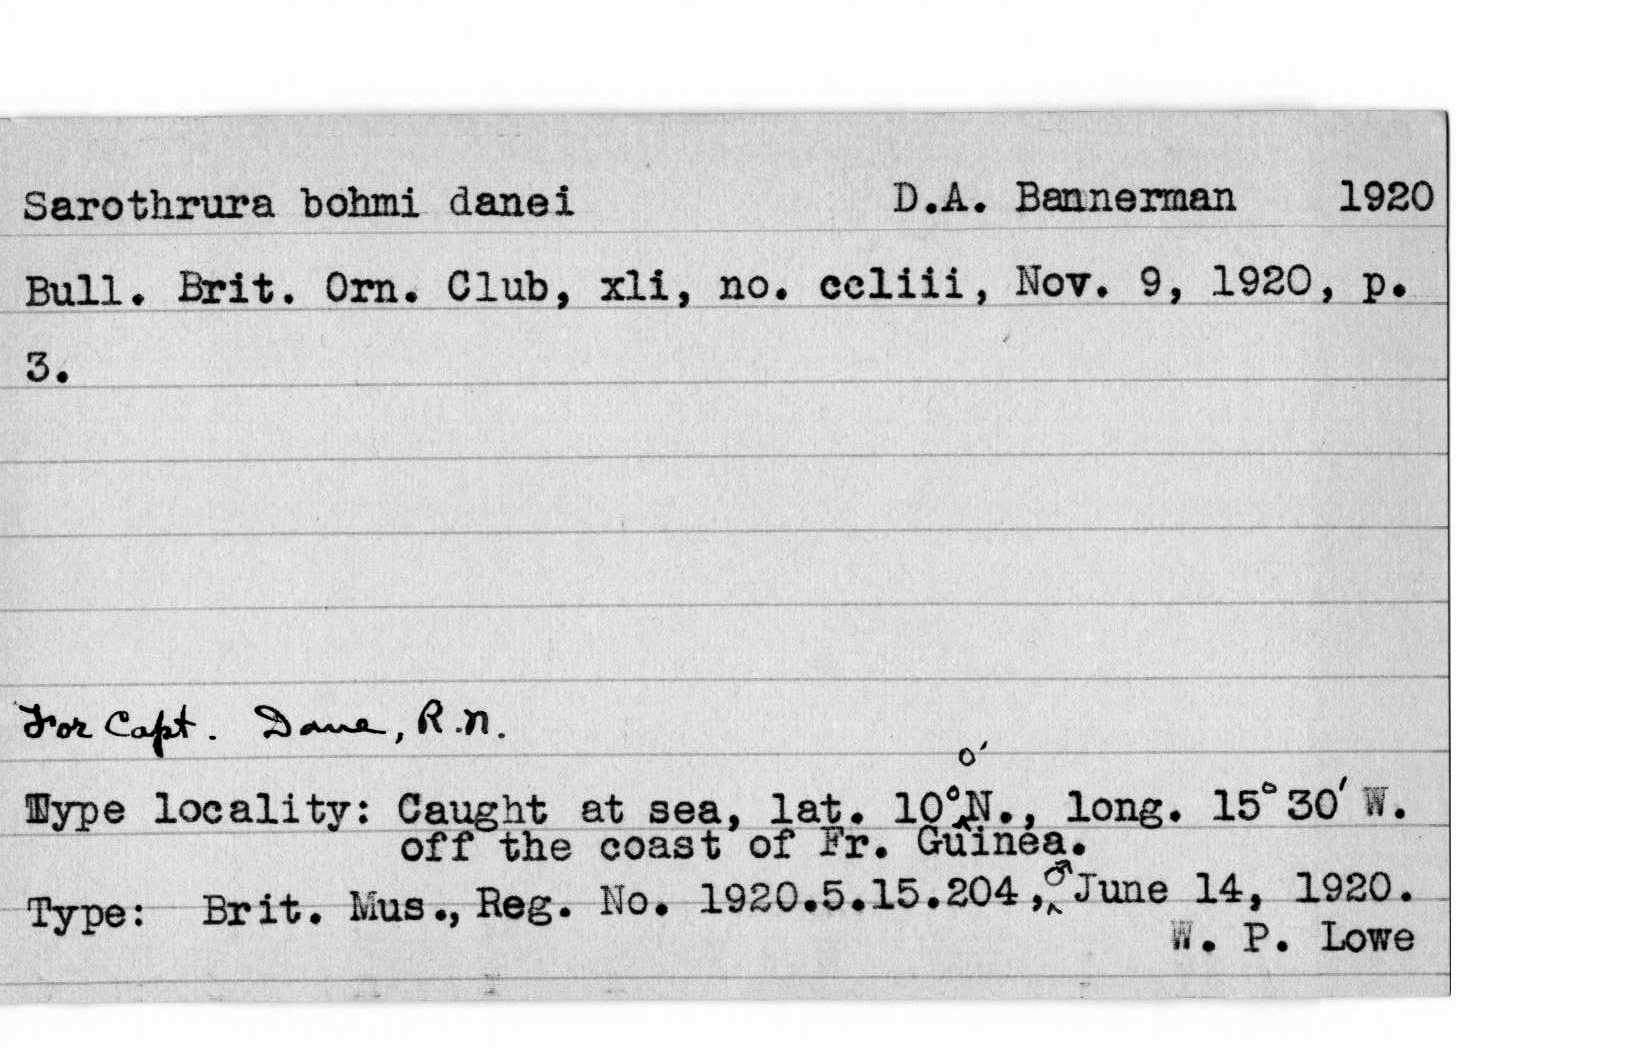 Sarothrura bohmi danei D.A. Bannerman 1920
Bull. Brit. Orn. Club, xli, no. ccliii, Nov. 9, 1920, p.
3.
For Capt. Dane, R.N.
Type locality: Caught at sea, lat. 10°0′N., long. 15°30′ W.
off the coast of Fr. Guinea.
Type: Brit. Mus., Reg. No. 1920.5.15.204, ♂ June 14, 1920.
W. P. Lowe